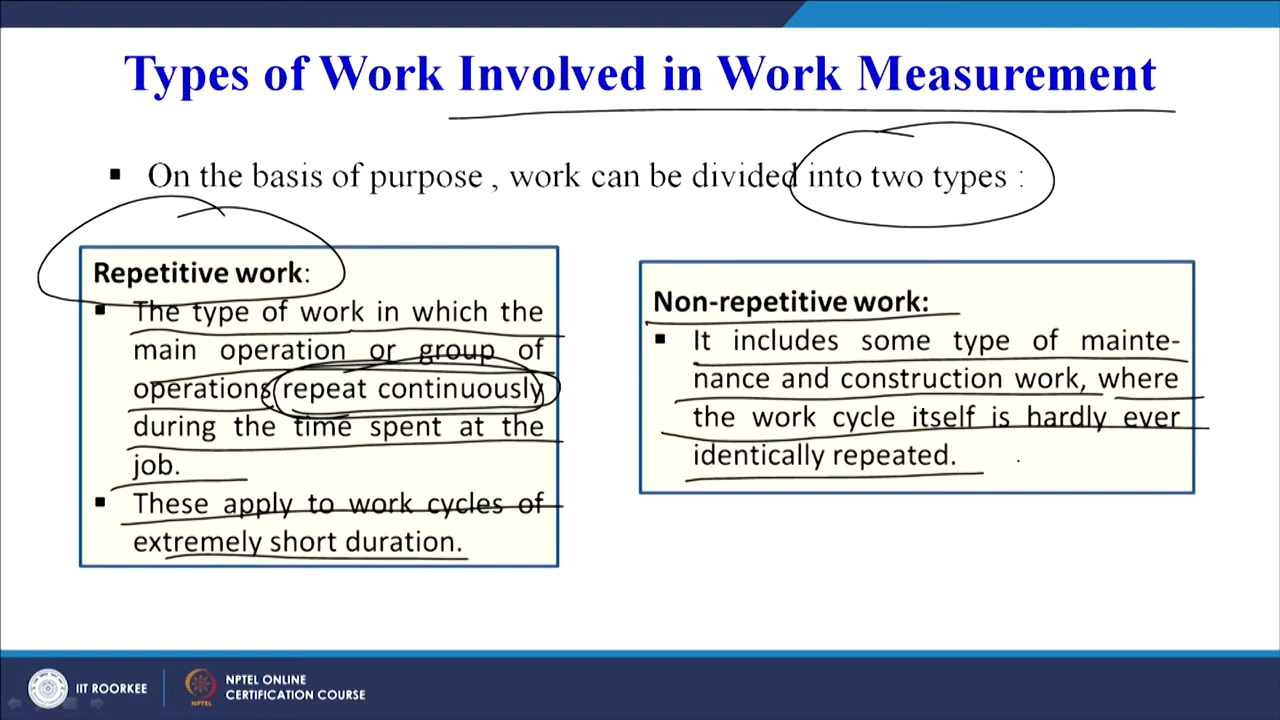 Types of Work Involved in Work Measurement
▪ On the basis of purpose , work can be divided into two types :
Repetitive work:
▪ The type of work in which the
main operation or group of
operations repeat continuously
during the time spent at the
job.
▪ These apply to work cycles of
extremely short duration.
Non-repetitive work:
▪ It includes some type of mainte-
nance and construction work, where
the work cycle itself is hardly ever
identically repeated.
IIT ROORKEE
NPTEL
NPTEL ONLINE
CERTIFICATION COURSE